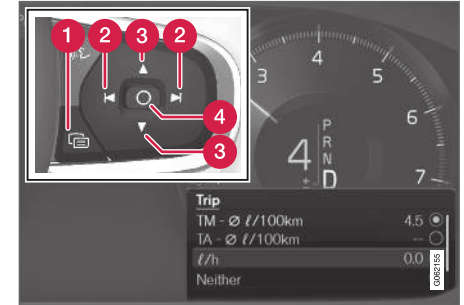 1
2
3
2
4
3
3
4
5
6
7
4
±
P
R
N
D
Trip
TM - Ø ℓ/100km 4.5
TA - Ø ℓ/100km --
ℓ/h 0.0
Neither
G062155